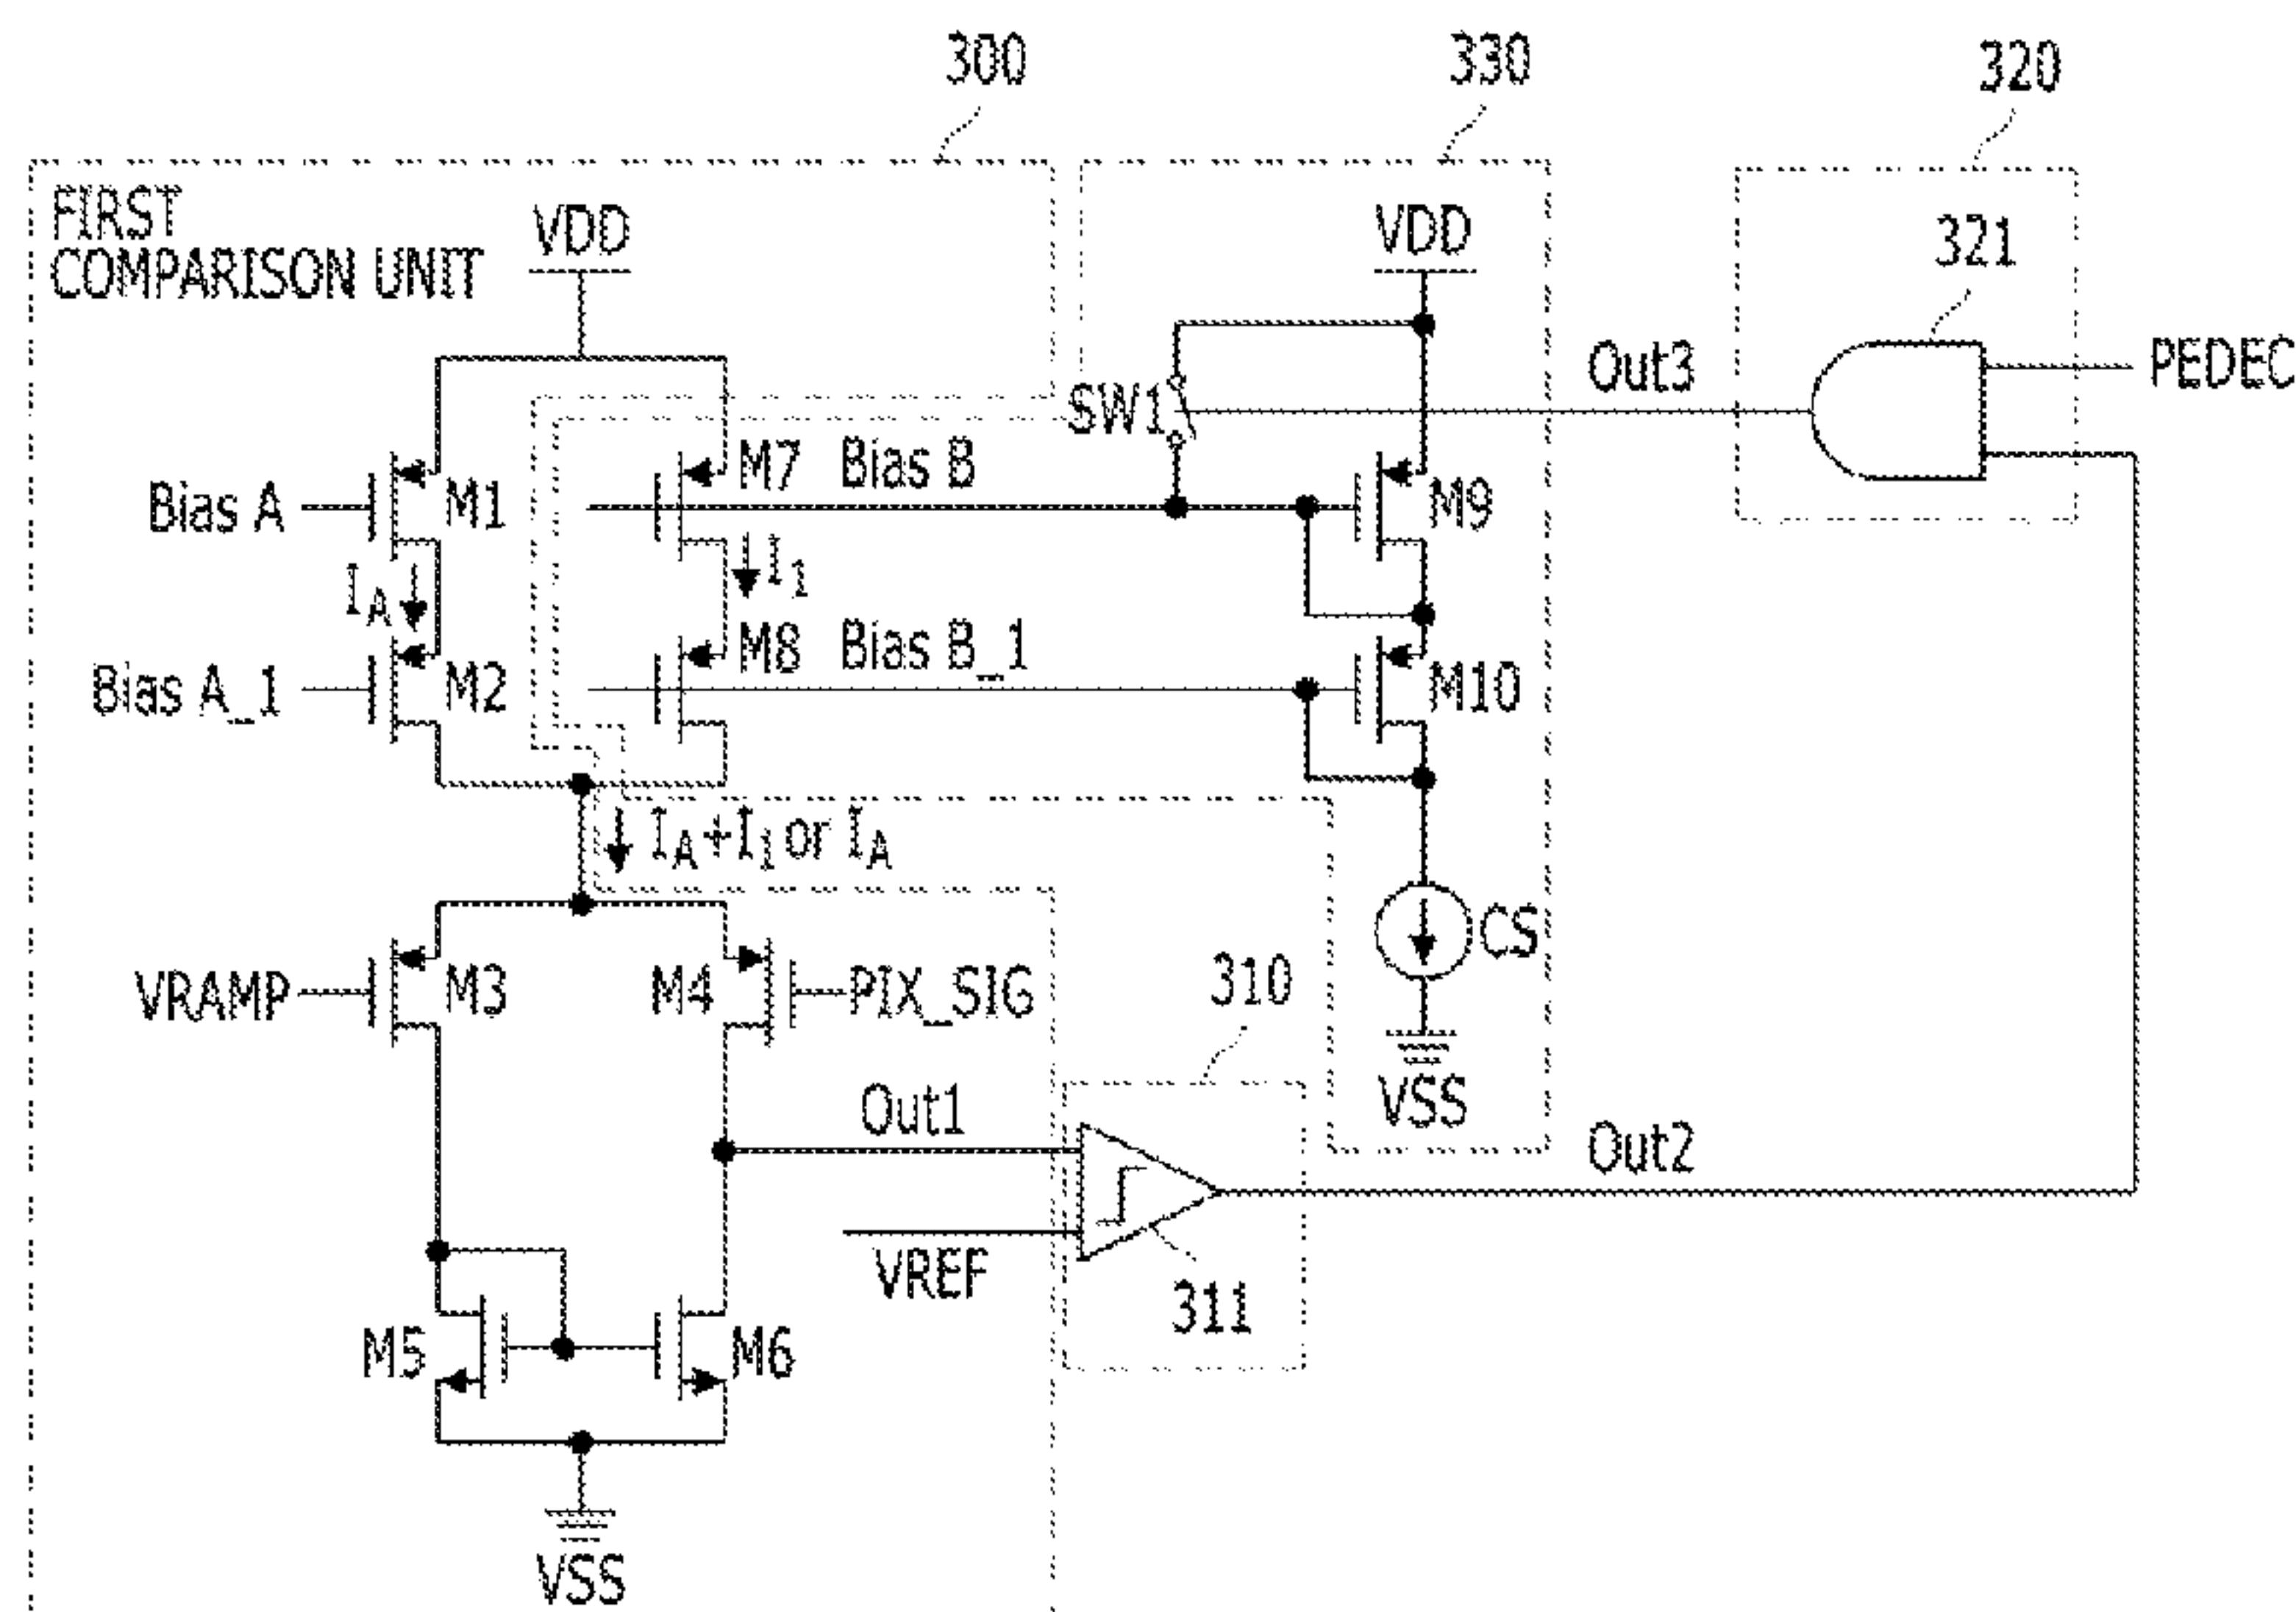 300
330
320
FIRST
COMPARISON UNIT
VDD
VDD
321
Out3
PEDEC
SW1
M7
Bias B
Bias A
M1
M9
I1
IA
M8
Bias B_1
Bias A_1
M2
M10
IA+I1 or IA
CS
VRAMP
M3
M4
PIX_SIG
310
VSS
Out1
Out2
VREF
311
M5
M6
VSS